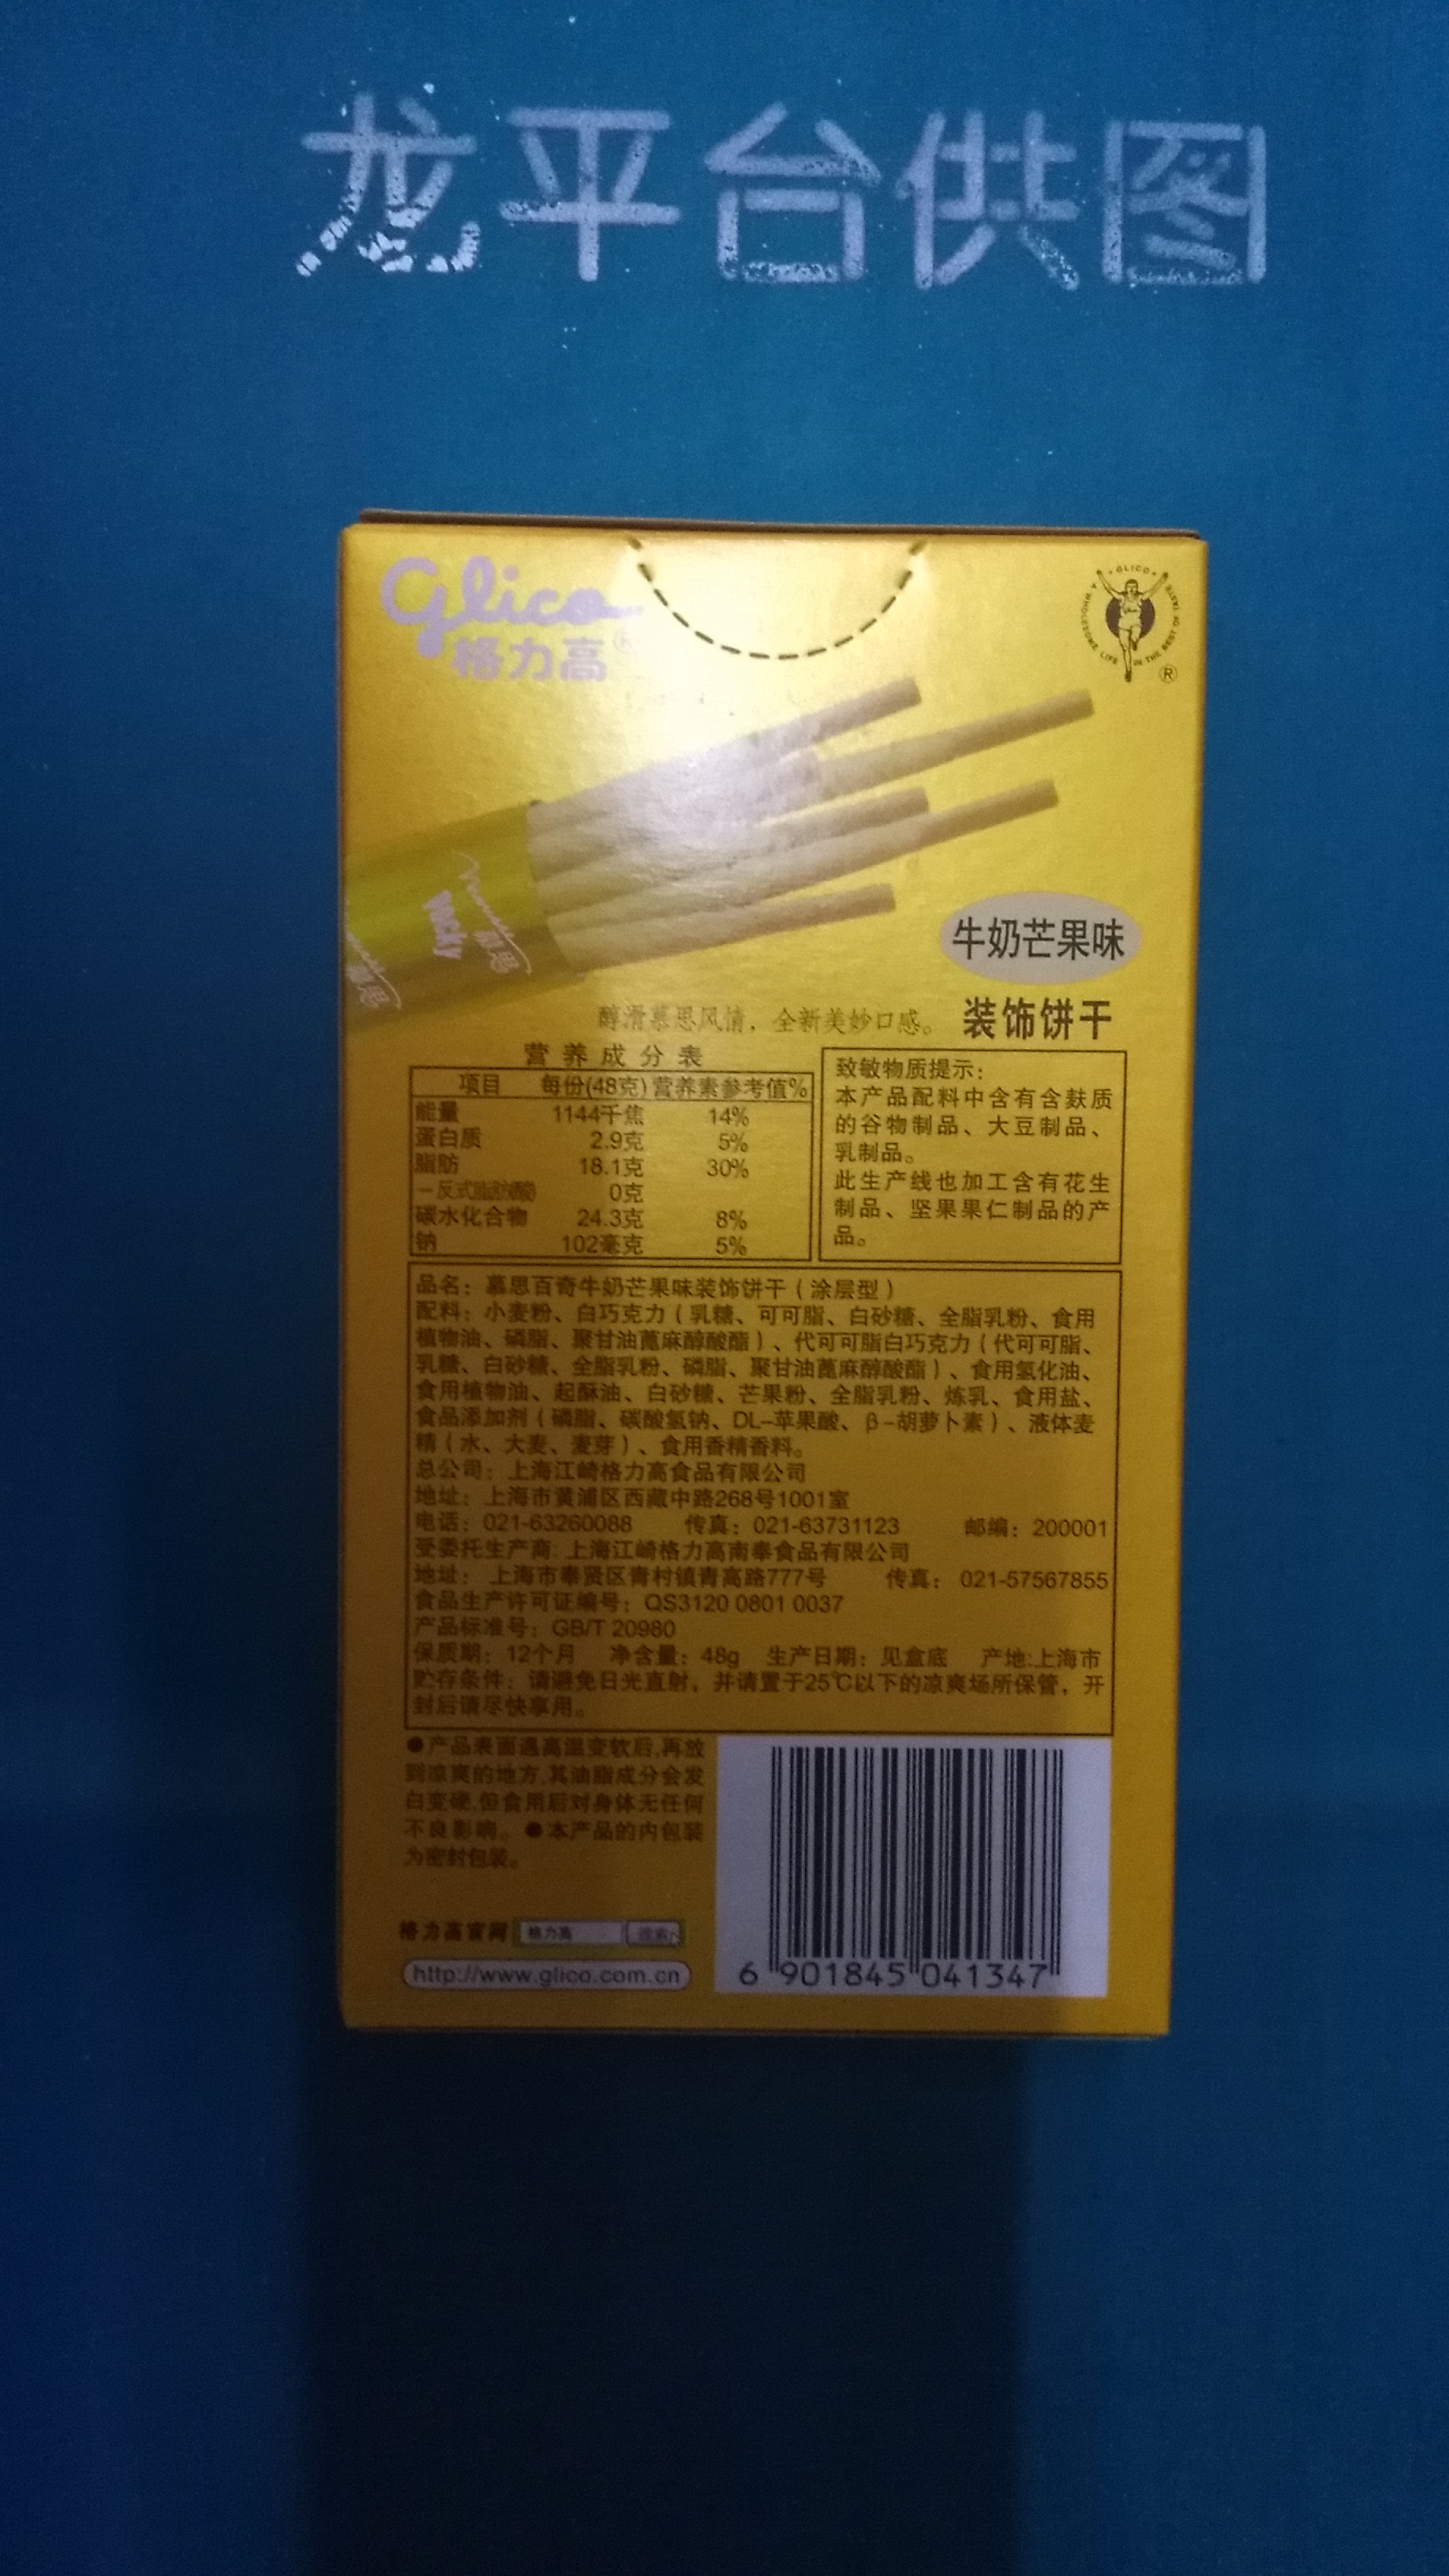 龙平台供图
Glico
格力高®
GLICO
A WHOLESOME LIFE IN THE BEST OF TASTE
®
Pocky
慕思
牛奶芒果味
醇滑慕思风情，全新美妙口感。
装饰饼干
营养成分表
项目 每份(48克) 营养素参考值%
能量 1144千焦 14%
蛋白质 2.9克 5%
脂肪 18.1克 30%
－反式脂肪(酸) 0克
碳水化合物 24.3克 8%
钠 102毫克 5%
致敏物质提示：
本产品配料中含有含麸质
的谷物制品、大豆制品、
乳制品。
此生产线也加工含有花生
制品、坚果果仁制品的产
品。
品名：慕思百奇牛奶芒果味装饰饼干（涂层型）
配料：小麦粉、白巧克力（乳糖、可可脂、白砂糖、全脂乳粉、食用
植物油、磷脂、聚甘油蓖麻醇酸酯）、代可可脂白巧克力（代可可脂、
乳糖、白砂糖、全脂乳粉、磷脂、聚甘油蓖麻醇酸酯）、食用氢化油、
食用植物油、起酥油、白砂糖、芒果粉、全脂乳粉、炼乳、食用盐、
食品添加剂（磷脂、碳酸氢钠、DL-苹果酸、β-胡萝卜素）、液体麦
精（水、大麦、麦芽）、食用香精香料。
总公司：上海江崎格力高食品有限公司
地址：上海市黄浦区西藏中路268号1001室
电话：021-63260088 传真：021-63731123 邮编：200001
受委托生产商: 上海江崎格力高南奉食品有限公司
地址： 上海市奉贤区青村镇青高路777号 传真： 021-57567855
食品生产许可证编号：QS3120 0801 0037
产品标准号：GB/T 20980
保质期：12个月 净含量：48g 生产日期：见盒底 产地:上海市
贮存条件：请避免日光直射，并请置于25℃以下的凉爽场所保管，开
封后请尽快享用。
●产品表面遇高温变软后,再放
到凉爽的地方,其油脂成分会发
白变硬,但食用后对身体无任何
不良影响。●本产品的内包装
为密封包装。
格力高官网 格力高 搜索
http://www.glico.com.cn
6 901845 041347